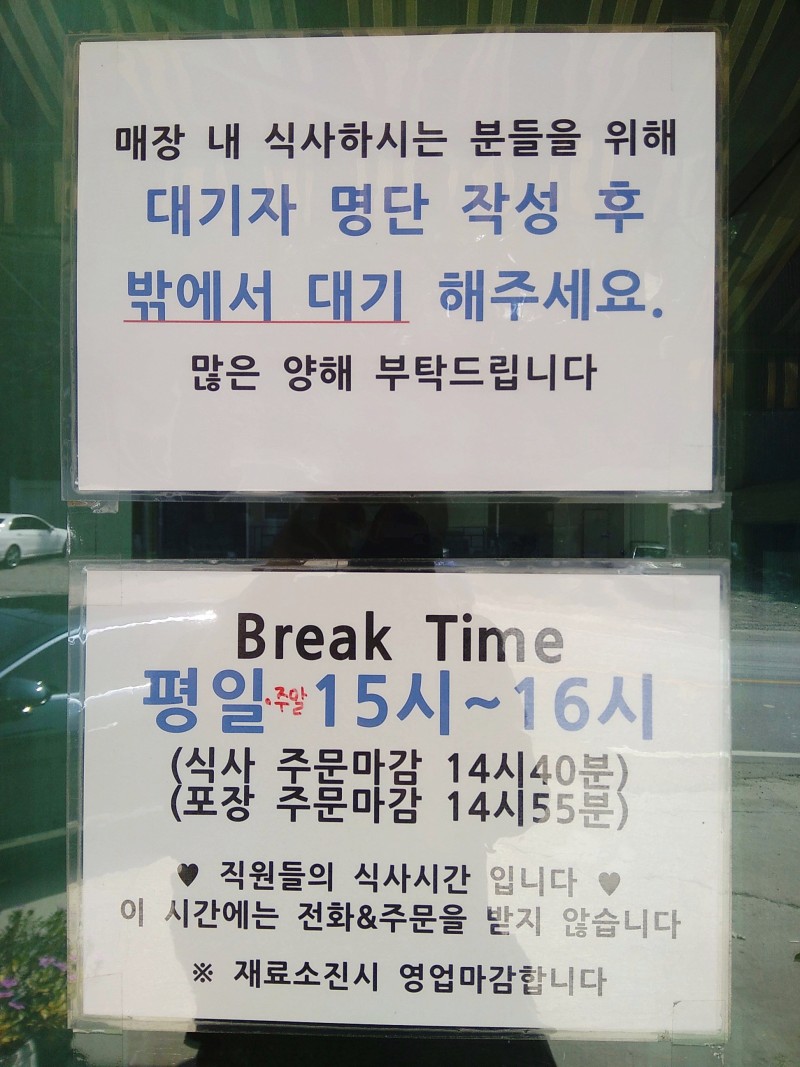 매장 내 식사하시는 분들을 위해
대기자 명단 작성 후
밖에서 대기 해주세요.
많은 양해 부탁드립니다
Break Time
평일.주말 15시~16시
(식사 주문마감 14시40분)
(포장 주문마감 14시55분)
♥ 직원들의 식사시간 입니다 ♥
이 시간에는 전화&주문을 받지 않습니다
※ 재료소진시 영업마감합니다